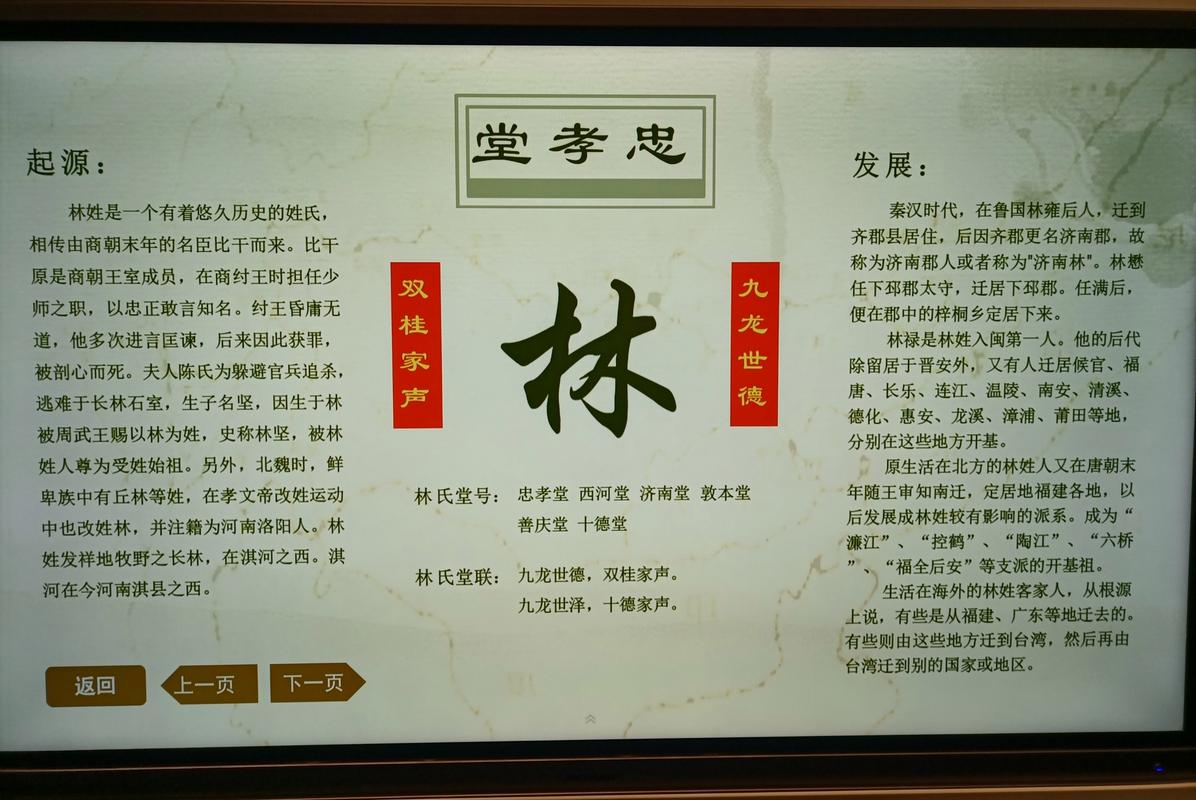 忠孝堂
起源：
林姓是一个有着悠久历史的姓氏，
相传由商朝末年的名臣比干而来。比干
原是商朝王室成员，在商纣王时担任少
师之职，以忠正敢言知名。纣王昏庸无
道，他多次进言匡谏，后来因此获罪，
被剖心而死。夫人陈氏为躲避官兵追杀，
逃难于长林石室，生子名坚，因生于林
被周武王赐以林为姓，史称林坚，被林
姓人尊为受姓始祖。另外，北魏时，鲜
卑族中有丘林等姓，在孝文帝改姓运动
中也改姓林，并注籍为河南洛阳人。林
姓发祥地牧野之长林，在淇河之西。淇
河在今河南淇县之西。
九龙世德
双桂家声
林
林氏堂号：忠孝堂 西河堂 济南堂 敦本堂
善庆堂 十德堂
林氏堂联：九龙世德，双桂家声。
九龙世泽，十德家声。
发展：
秦汉时代，在鲁国林雍后人，迁到
齐郡县居住，后因齐郡更名济南郡，故
称为济南郡人或者称为"济南林"。林懋
任下邳郡太守，迁居下邳郡。任满后，
便在郡中的梓桐乡定居下来。
林禄是林姓入闽第一人。他的后代
除留居于晋安外，又有人迁居候官、福
唐、长乐、连江、温陵、南安、清溪、
德化、惠安、龙溪、漳浦、莆田等地，
分别在这些地方开基。
原生活在北方的林姓人又在唐朝末
年随王审知南迁，定居地福建各地，以
后发展成林姓较有影响的派系。成为“
濂江”、“控鹤”、“陶江”、“六桥
”、“福全后安”等支派的开基祖。
生活在海外的林姓客家人，从根源
上说，有些是从福建、广东等地迁去的。
有些则由这些地方迁到台湾，然后再由
台湾迁到别的国家或地区。
返回
上一页
下一页